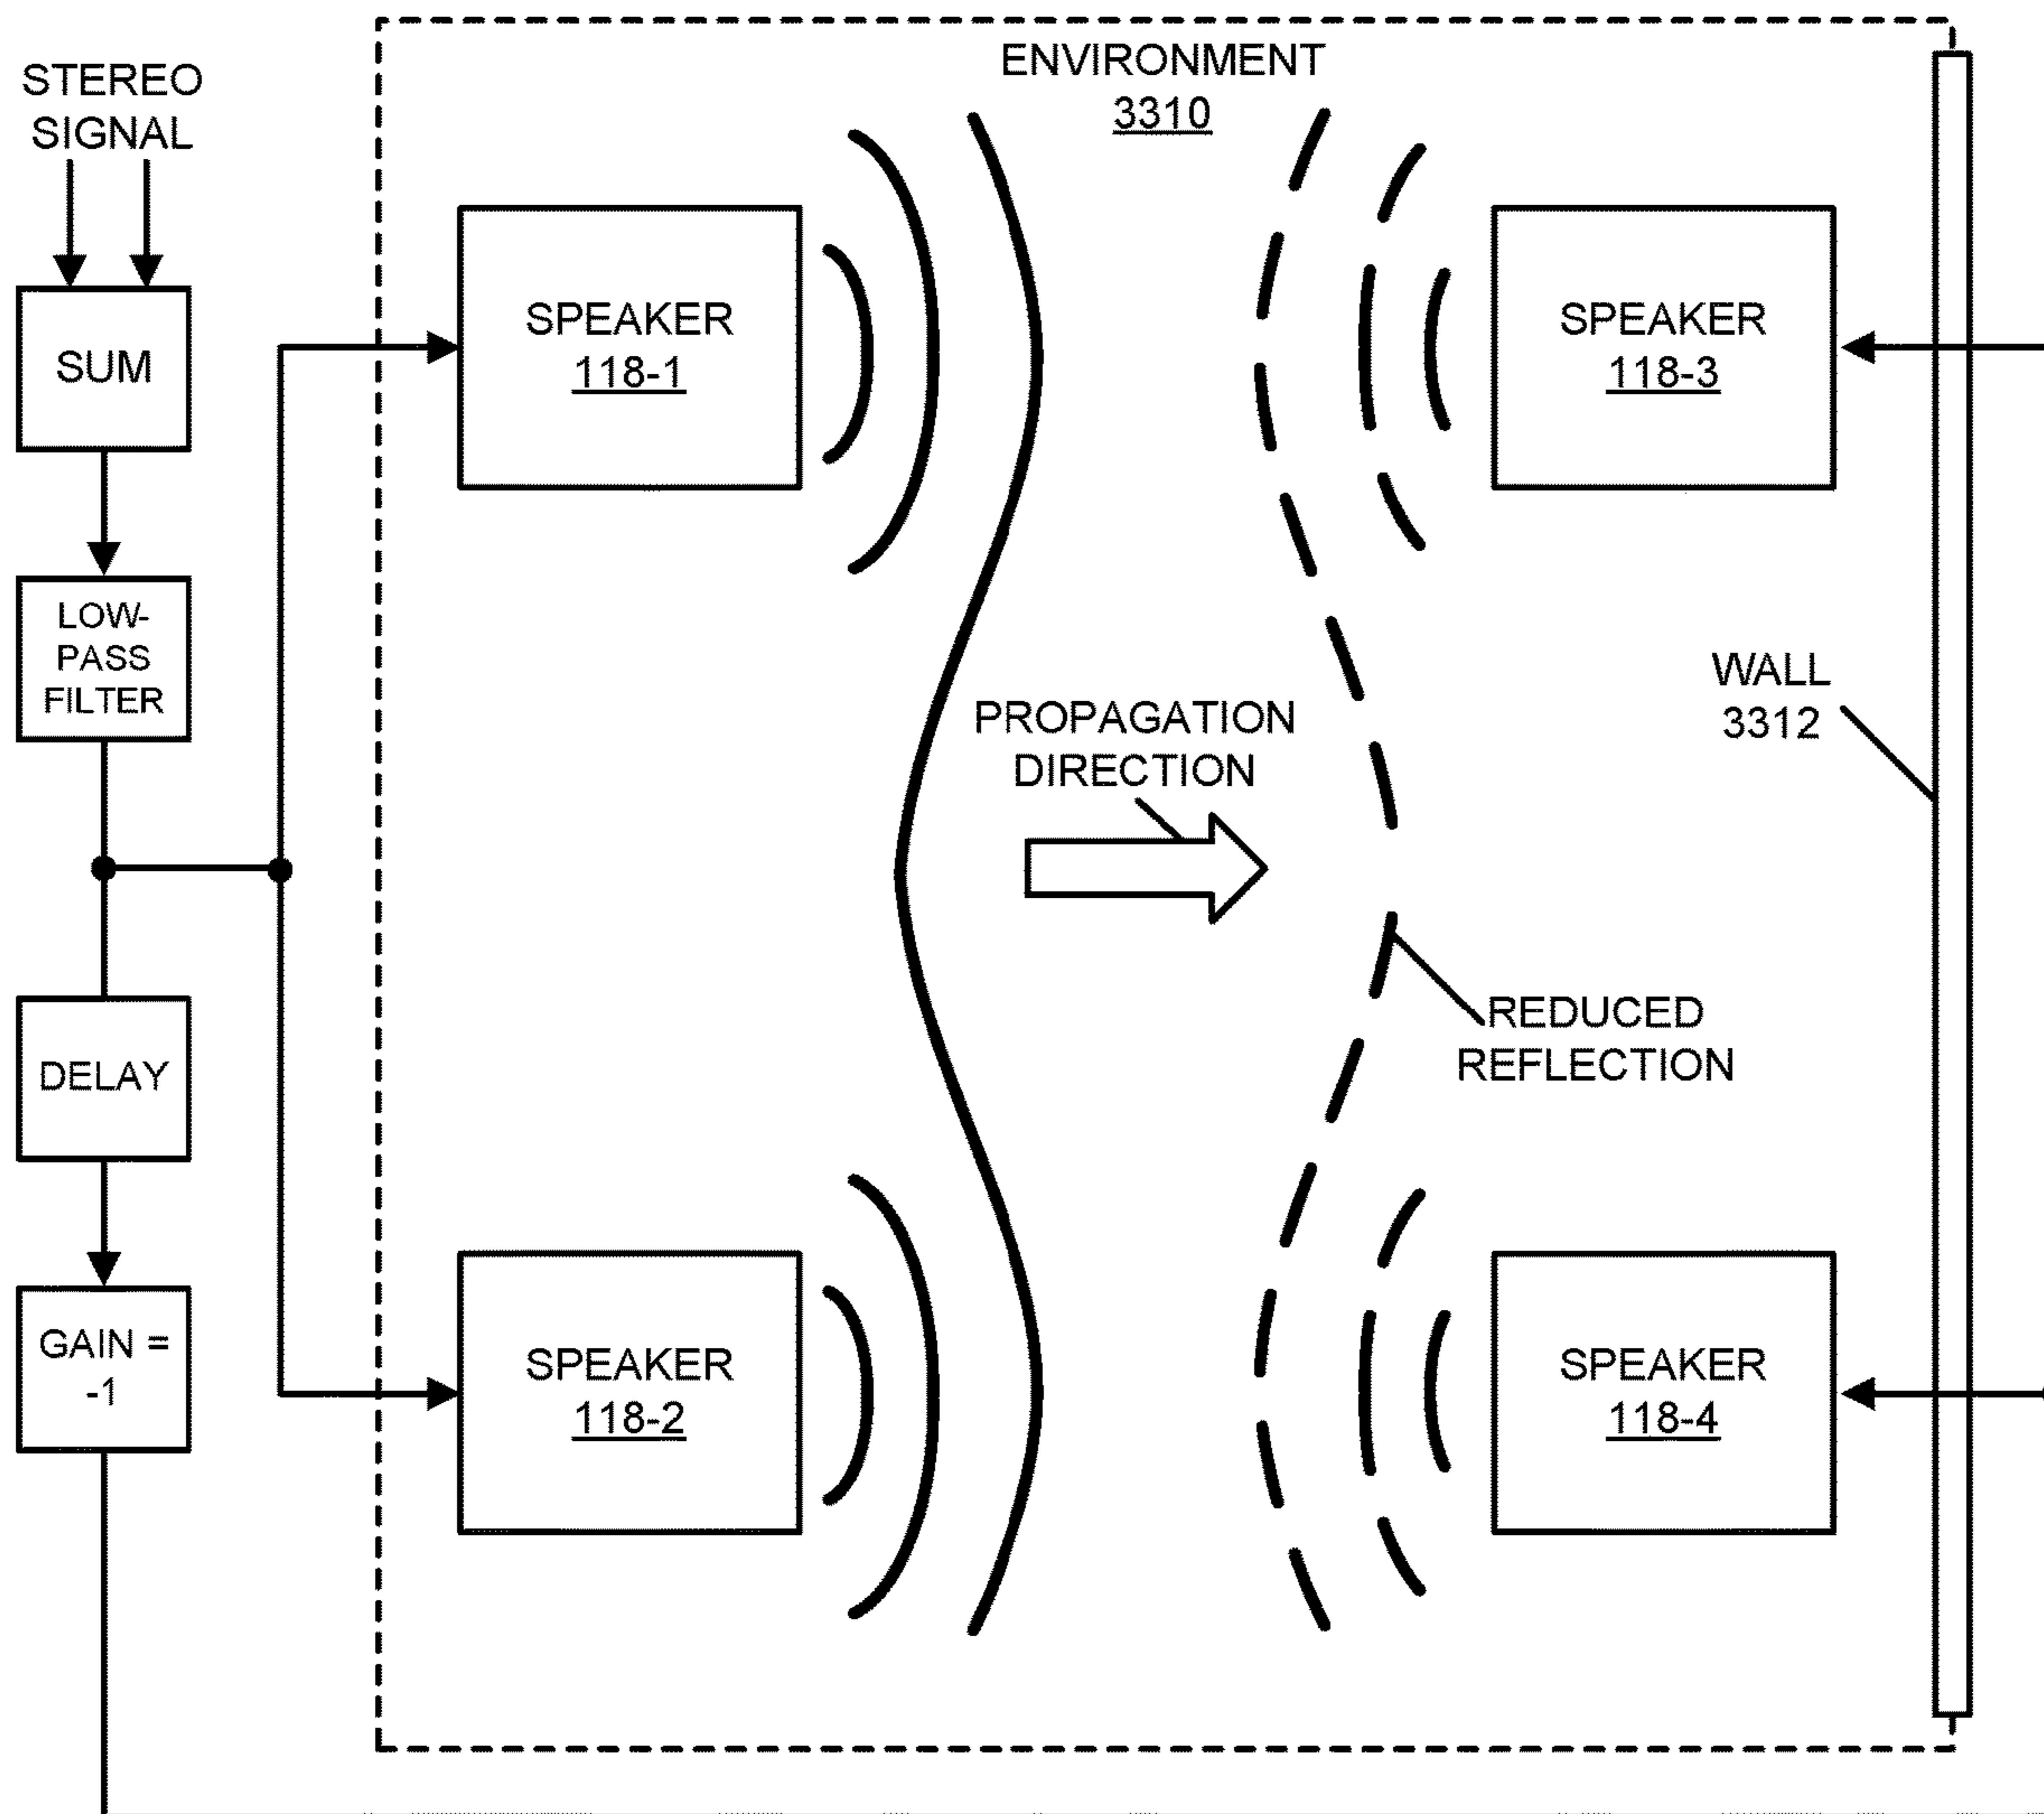 STEREO
SIGNAL
SUM
LOW-
PASS
FILTER
DELAY
GAIN =
-1
ENVIRONMENT
3310
SPEAKER
118-1
SPEAKER
118-3
WALL
3312
PROPAGATION
DIRECTION
REDUCED
REFLECTION
SPEAKER
118-2
SPEAKER
118-4